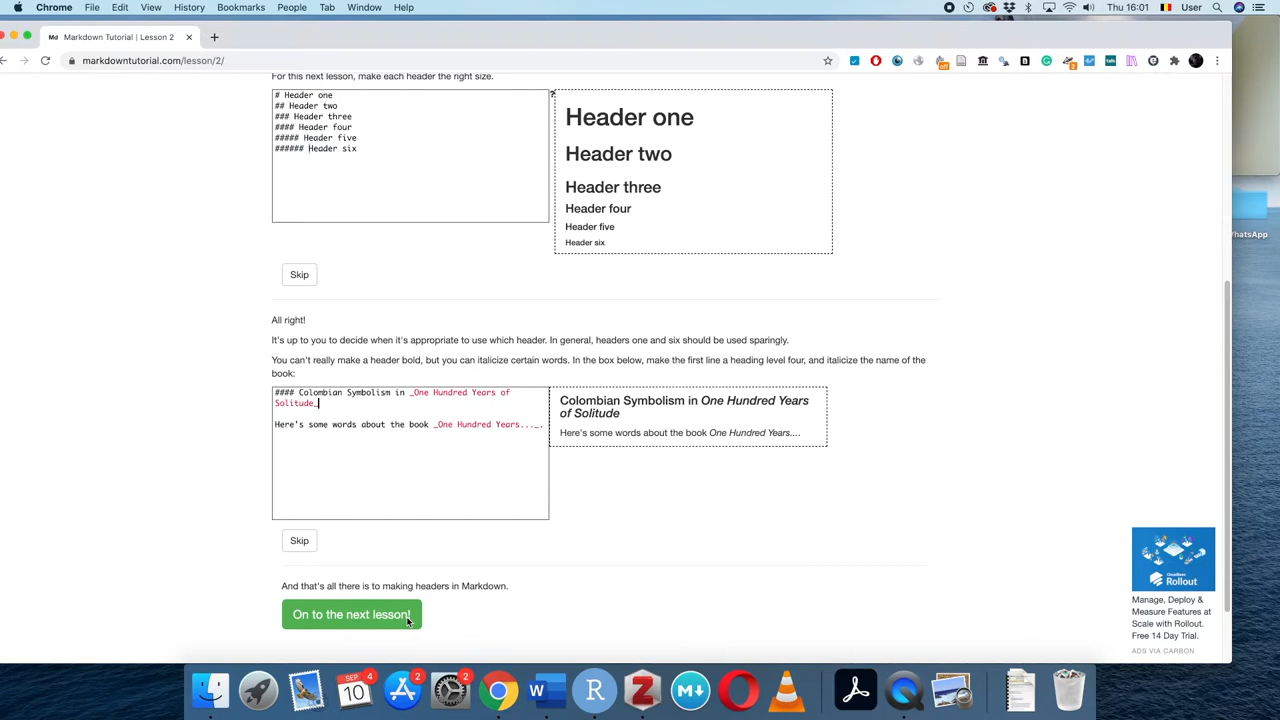 Chrome File Edit View History Bookmarks People Tab Window Help Thu 16:01 User
Md Markdown Tutorial | Lesson 2
markdowntutorial.com/lesson/2/
For this next lesson, make each header the right size.
# Header one
## Header two
### Header three
#### Header four
##### Header five
###### Header six
?
Header one
Header two
Header three
Header four
Header five
Header six
Skip
All right!
It's up to you to decide when it's appropriate to use which header. In general, headers one and six should be used sparingly.
You can't really make a header bold, but you can italicize certain words. In the box below, make the first line a heading level four, and italicize the name of the
book:
#### Colombian Symbolism in _One Hundred Years of
Solitude_
Here's some words about the book _One Hundred Years..._.
Colombian Symbolism in One Hundred Years
of Solitude
Here's some words about the book One Hundred Years....
Skip
And that's all there is to making headers in Markdown.
On to the next lesson!
Rollout
Manage, Deploy &
Measure Features at
Scale with Rollout.
Free 14 Day Trial.
ADS VIA CARBON
WhatsApp
SEP
10
4
2
2
W
R
Z
M